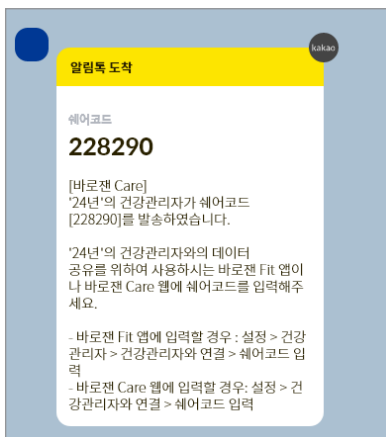 kakao
알림톡 도착
쉐어코드
228290
[바로잰 Care]
'24년'의 건강관리자가 쉐어코드
[228290]를 발송하였습니다.
'24년'의 건강관리자와의 데이터
공유를 위하여 사용하시는 바로잰 Fit 앱이
나 바로잰 Care 웹에 쉐어코드를 입력해주
세요.
- 바로잰 Fit 앱에 입력할 경우 : 설정 > 건강
관리자 > 건강관리자와 연결 > 쉐어코드 입
력
- 바로잰 Care 웹에 입력할 경우: 설정 > 건
강관리자와 연결 > 쉐어코드 입력